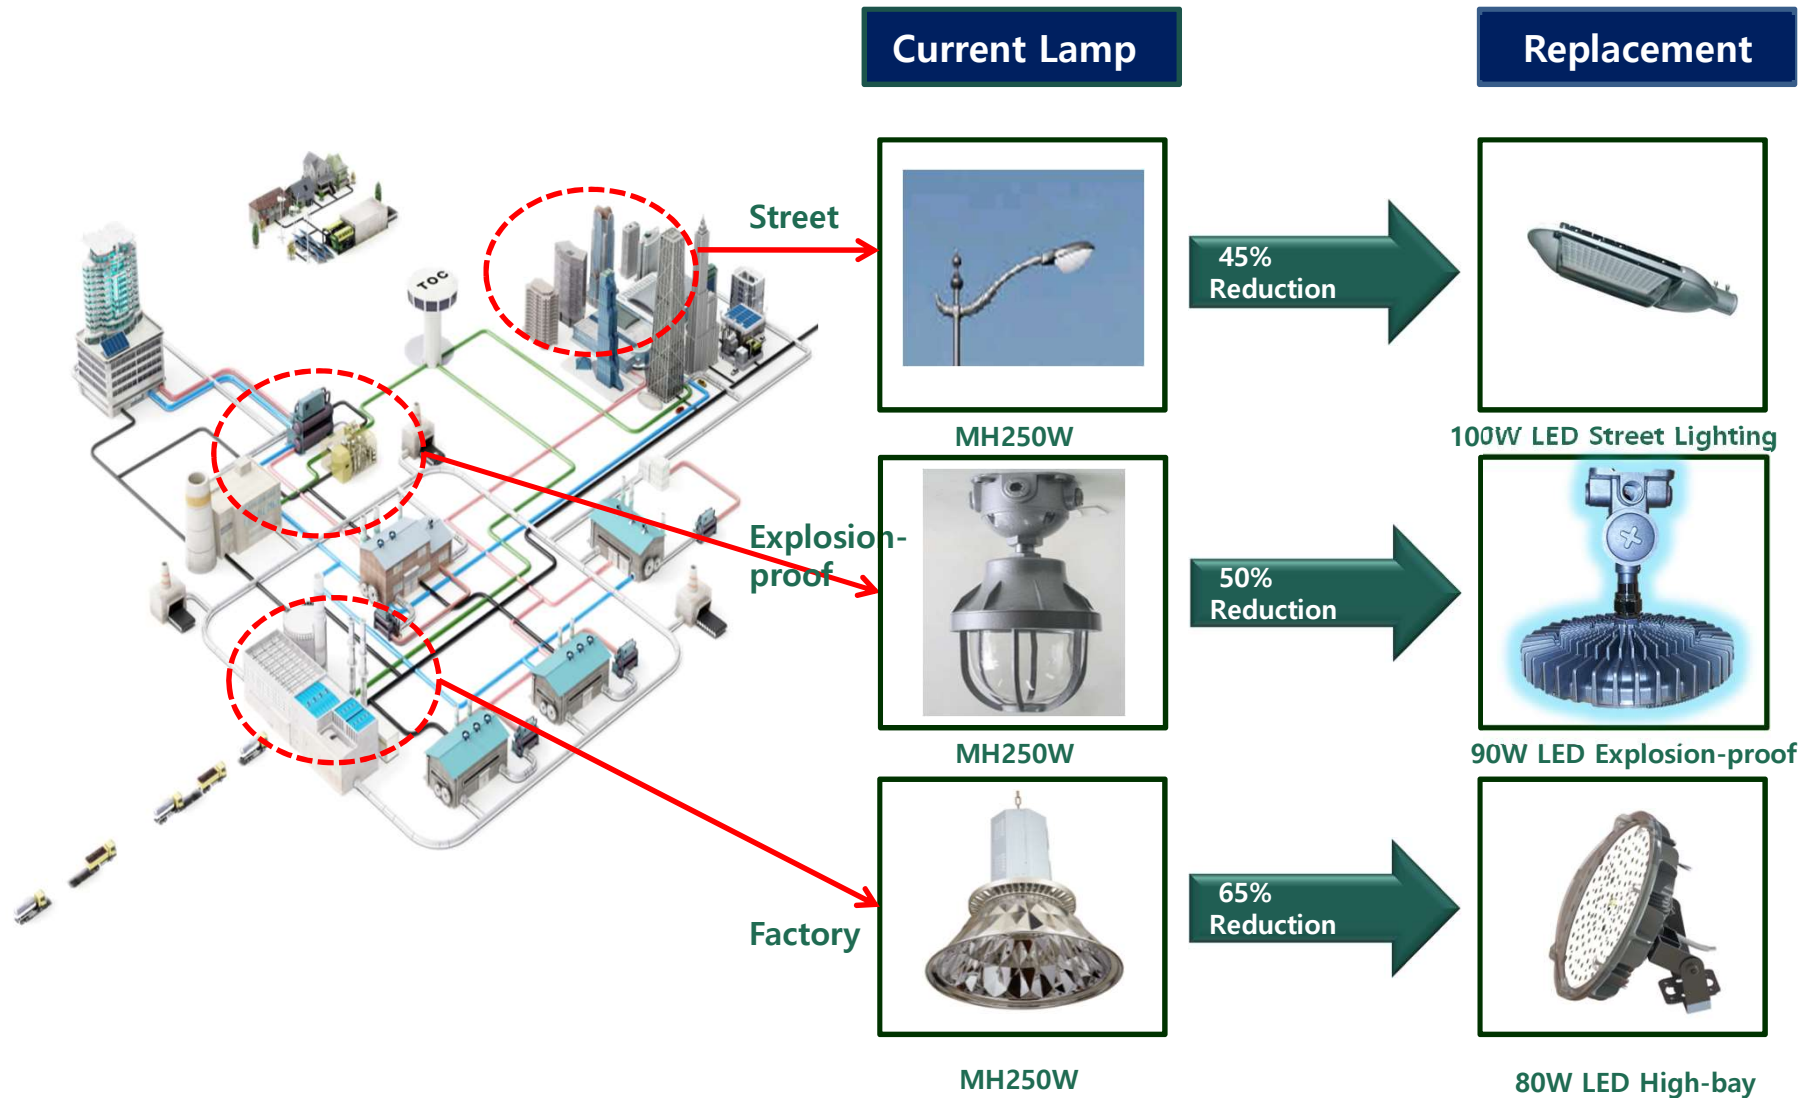 Current Lamp
Replacement
TOC
Street
45%
Reduction
MH250W
100W LED Street Lighting
Explosion-
proof
50%
Reduction
MH250W
90W LED Explosion-proof
Factory
65%
Reduction
MH250W
80W LED High-bay